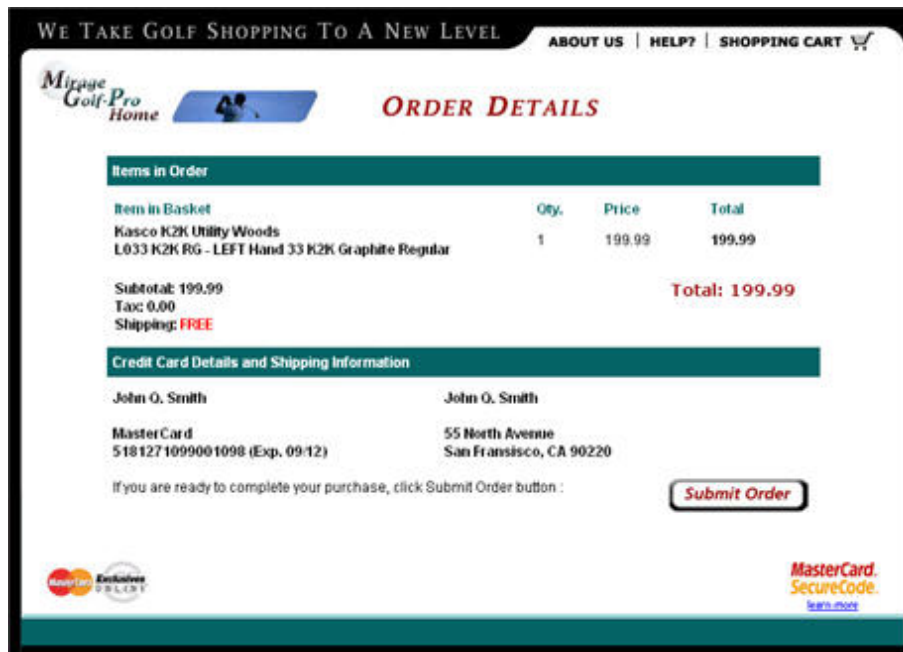 WE TAKE GOLF SHOPPING TO A NEW LEVEL
ABOUT US | HELP? | SHOPPING CART
Mirage
Golf-Pro
Home
ORDER DETAILS
Items in Order
Item in Basket Qty. Price Total
Kasco K2K Utility Woods
L033 K2K RG - LEFT Hand 33 K2K Graphite Regular 1 199.99 199.99
Subtotal: 199.99 Total: 199.99
Tax: 0.00
Shipping: FREE
Credit Card Details and Shipping Information
John Q. Smith John Q. Smith
MasterCard 55 North Avenue
5181271099001098 (Exp. 09/12) San Fransisco, CA 90220
If you are ready to complete your purchase, click Submit Order button :
Submit Order
MasterCard Exclusives
ONLINE
MasterCard.
SecureCode.
learn more